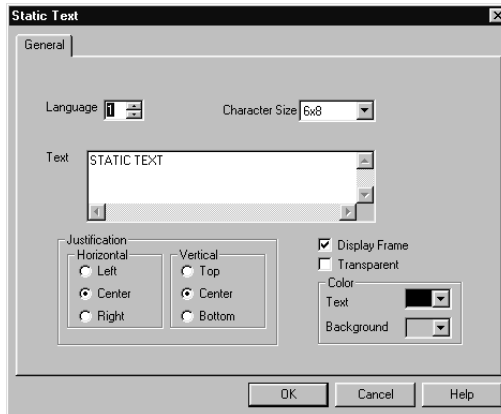 Static Text
General
Language 1 Character Size 6x8
Text STATIC TEXT
Justification
Horizontal Vertical
Left Top
Center Center
Right Bottom
Display Frame
Transparent
Color
Text
Background
OK Cancel Help